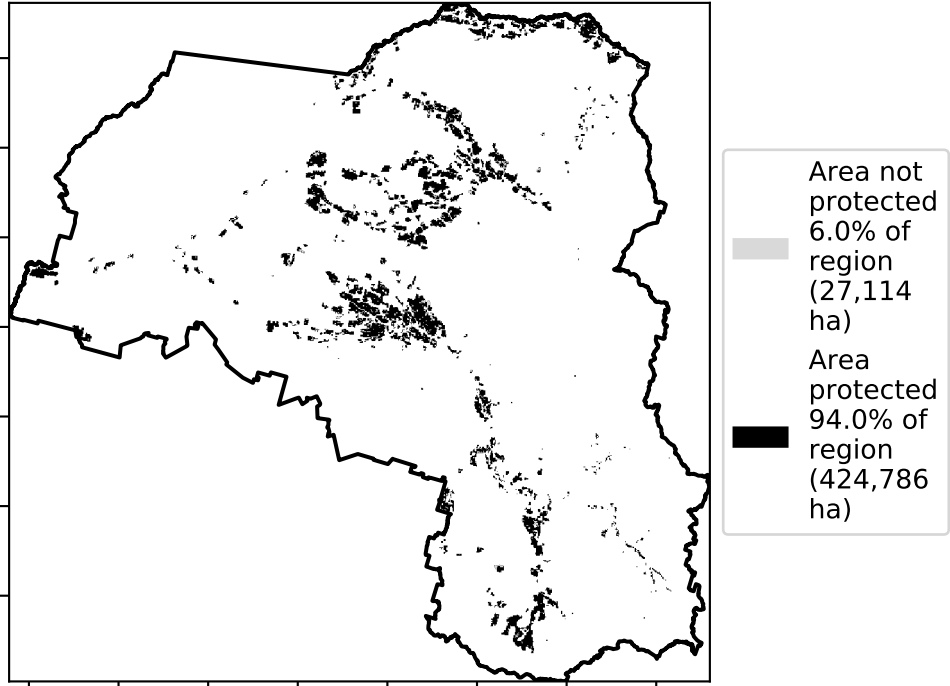 Area not
protected
6.0% of
region
(27,114
ha)
Area
protected
94.0% of
region
(424,786
ha)